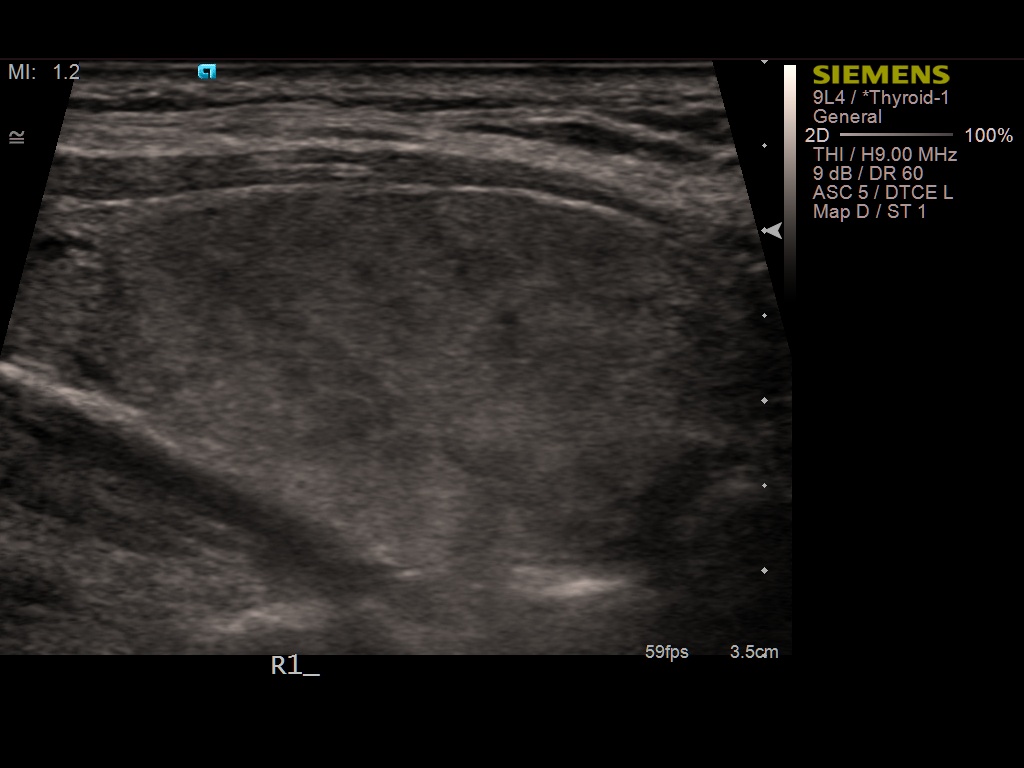 MI: 1.2
SIEMENS
9L4 / *Thyroid-1
General
2D 100%
THI / H9.00 MHz
9 dB / DR 60
ASC 5 / DTCE L
Map D / ST 1
59fps 3.5cm
R1_